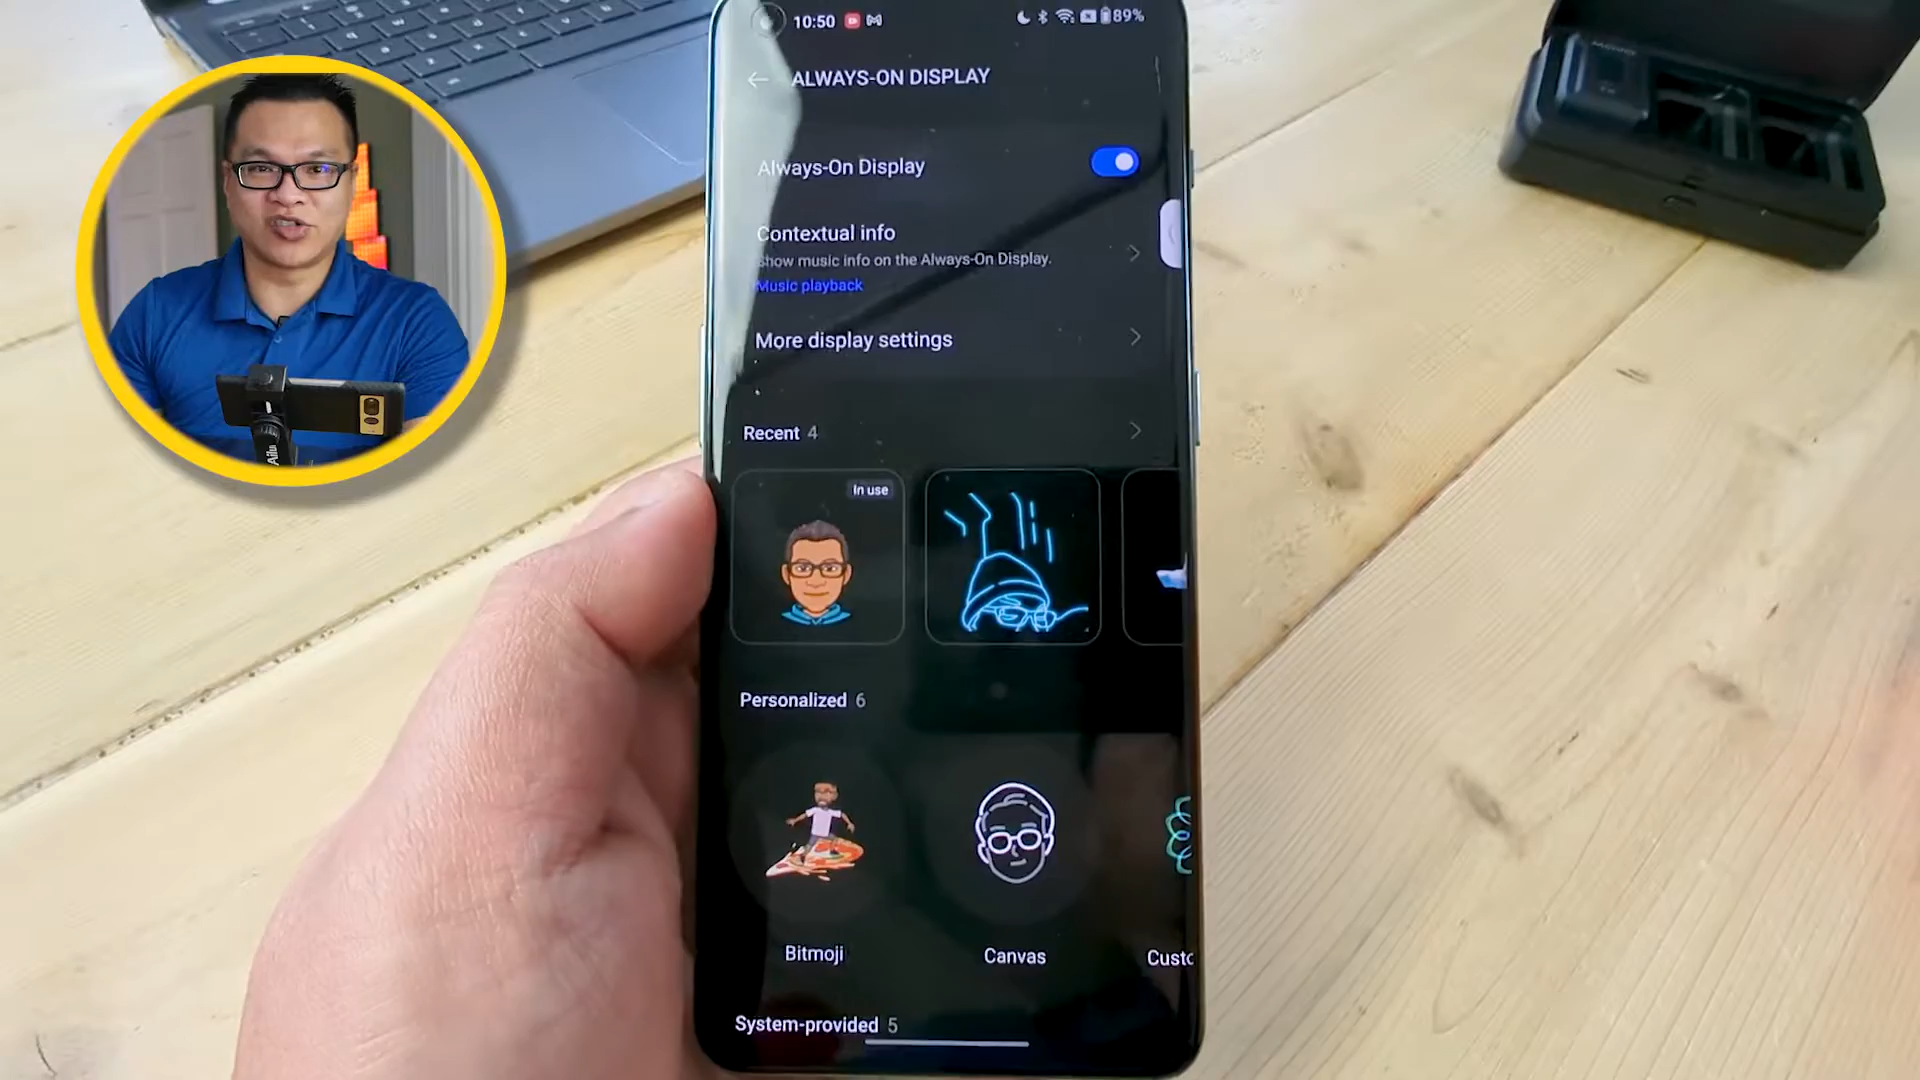 10:50
89%
ALWAYS-ON DISPLAY
Always-On Display
Contextual info
Show music info on the Always-On Display.
Music playback
More display settings
Recent 4
In use
Personalized 6
Bitmoji
Canvas
Custo
System-provided 5